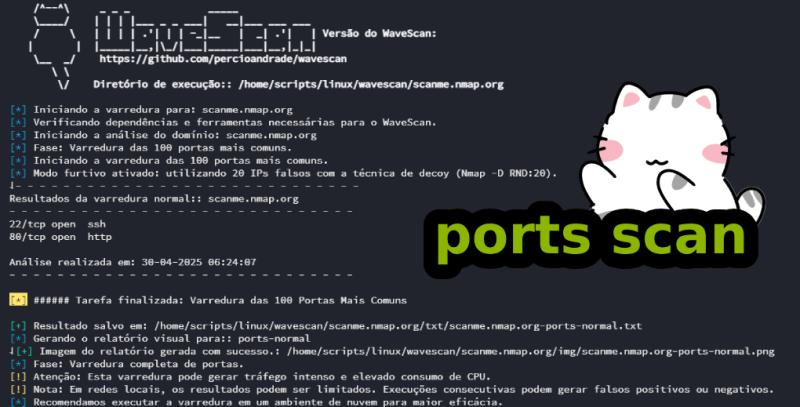 WaveScan Versão do WaveScan:
https://github.com/percioandrade/wavescan
Diretório de execução:: /home/scripts/linux/wavescan/scanme.nmap.org
[*] Iniciando a varredura para: scanme.nmap.org
[*] Verificando dependências e ferramentas necessárias para o WaveScan.
[*] Iniciando a análise do domínio: scanme.nmap.org
[*] Fase: Varredura das 100 portas mais comuns.
[*] Iniciando a varredura das 100 portas mais comuns.
[*] Modo furtivo ativado: utilizando 20 IPs falsos com a técnica de decoy (Nmap -D RND:20).
Resultados da varredura normal:: scanme.nmap.org
22/tcp open  ssh
80/tcp open  http
Análise realizada em: 30-04-2025 06:24:07
[*] ###### Tarefa finalizada: Varredura das 100 Portas Mais Comuns
[+] Resultado salvo em: /home/scripts/linux/wavescan/scanme.nmap.org/txt/scanme.nmap.org-ports-normal.txt
[*] Gerando o relatório visual para:: ports-normal
[+] Imagem do relatório gerada com sucesso.: /home/scripts/linux/wavescan/scanme.nmap.org/img/scanme.nmap.org-ports-normal.png
[*] Fase: Varredura completa de portas.
[!] Atenção: Esta varredura pode gerar tráfego intenso e elevado consumo de CPU.
[!] Nota: Em redes locais, os resultados podem ser limitados. Execuções consecutivas podem gerar falsos positivos ou negativos.
[*] Recomendamos executar a varredura em um ambiente de nuvem para maior eficácia.
ports scan